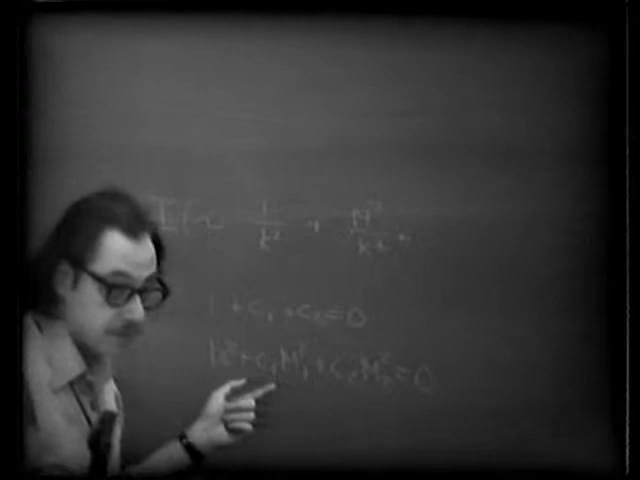 I(~ 1/k² + M²/k⁴
1 + C₁ + C₂ = 0
M² + C₁M₁² + C₂M₂² = 0